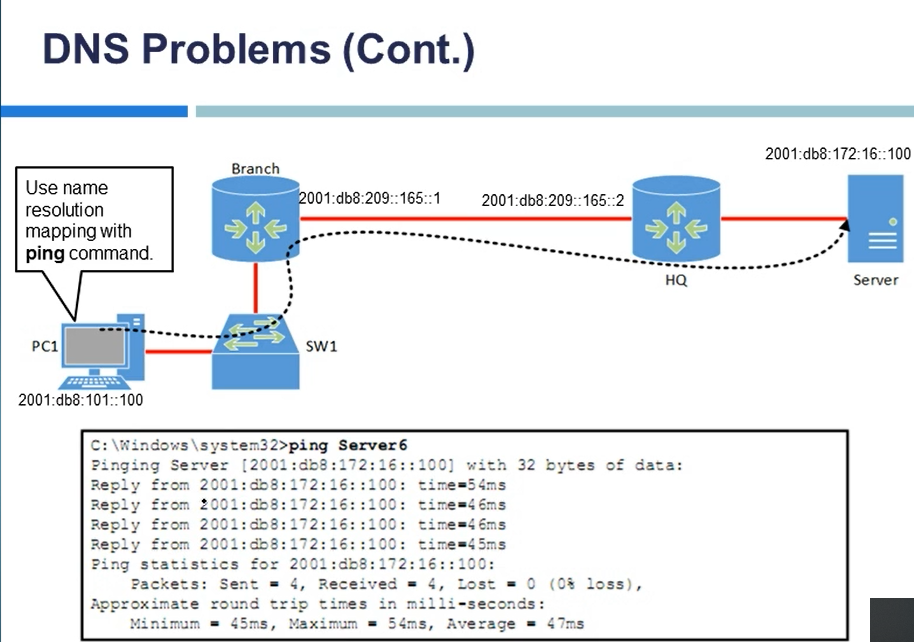 DNS Problems (Cont.)
2001:db8:172:16::100
Branch
Use name
resolution
mapping with
ping command.
2001:db8:209::165::1
2001:db8:209::165::2
HQ
Server
PC1
SW1
2001:db8:101::100
C:\Windows\system32>ping Server6
Pinging Server [2001:db8:172:16::100] with 32 bytes of data:
Reply from 2001:db8:172:16::100: time=54ms
Reply from 2001:db8:172:16::100: time=46ms
Reply from 2001:db8:172:16::100: time=46ms
Reply from 2001:db8:172:16::100: time=45ms
Ping statistics for 2001:db8:172:16::100:
Packets: Sent = 4, Received = 4, Lost = 0 (0% loss),
Approximate round trip times in milli-seconds:
Minimum = 45ms, Maximum = 54ms, Average = 47ms